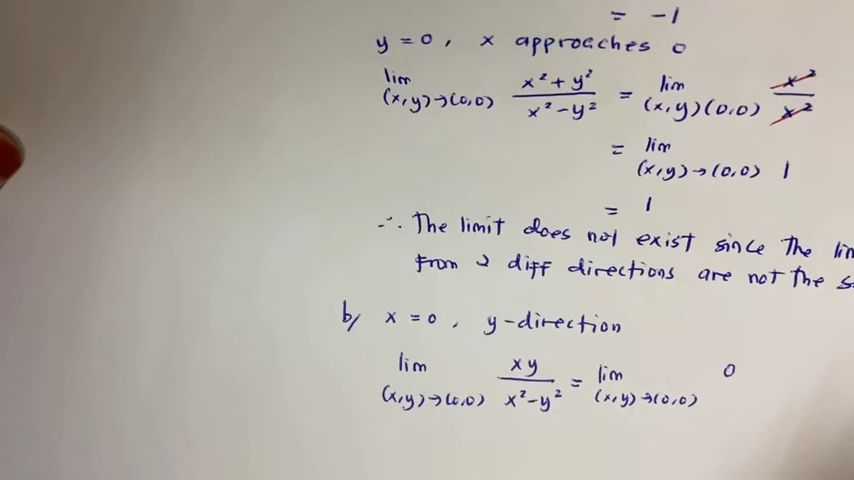 = -1
y = 0, x approaches 0
lim (x,y)→(0,0) x²+y² / x²-y² = lim (x,y)(0,0) x² / x²
= lim (x,y)→(0,0) 1
= 1
∴ The limit does not exist since the
from 2 diff directions are not the
b/ x = 0, y-direction
lim (x,y)→(0,0) xy / x²-y² = lim (x,y)→(0,0) 0